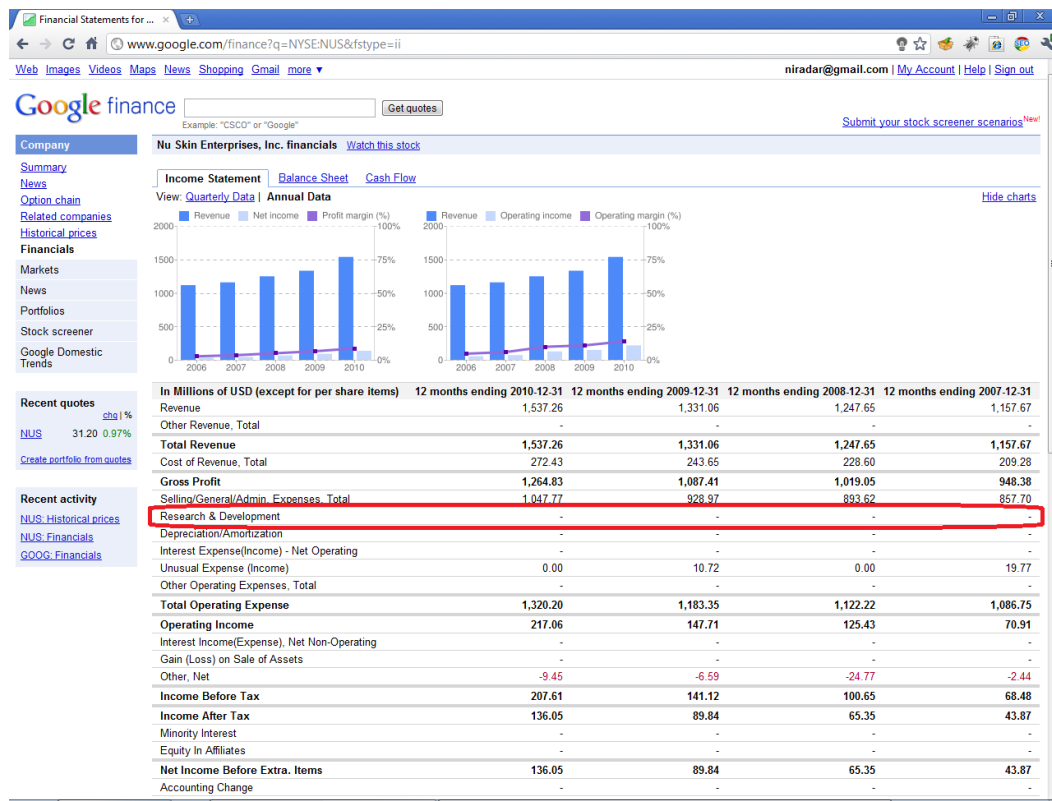 Financial Statements for ...
www.google.com/finance?q=NYSE:NUS&fstype=ii
Web Images Videos Maps News Shopping Gmail more ▼ niradar@gmail.com | My Account | Help | Sign out
Google finance Get quotes
Example: "CSCO" or "Google" Submit your stock screener scenarios New!
Company
Summary
News
Option chain
Related companies
Historical prices
Financials
Markets
News
Portfolios
Stock screener
Google Domestic
Trends
Recent quotes
chg | %
NUS 31.20 0.97%
Create portfolio from quotes
Recent activity
NUS: Historical prices
NUS: Financials
GOOG: Financials
Nu Skin Enterprises, Inc. financials Watch this stock
Income Statement Balance Sheet Cash Flow
View: Quarterly Data | Annual Data Hide charts
Revenue Net income Profit margin (%)
2000 100%
1500 75%
1000 50%
500 25%
0 0%
2006 2007 2008 2009 2010
Revenue Operating income Operating margin (%)
2000 100%
1500 75%
1000 50%
500 25%
0 0%
2006 2007 2008 2009 2010
In Millions of USD (except for per share items) 12 months ending 2010-12-31 12 months ending 2009-12-31 12 months ending 2008-12-31 12 months ending 2007-12-31
Revenue 1,537.26 1,331.06 1,247.65 1,157.67
Other Revenue, Total - - - -
Total Revenue 1,537.26 1,331.06 1,247.65 1,157.67
Cost of Revenue, Total 272.43 243.65 228.60 209.28
Gross Profit 1,264.83 1,087.41 1,019.05 948.38
Selling/General/Admin. Expenses, Total 1,047.77 928.97 893.62 857.70
Research & Development - - - -
Depreciation/Amortization - - - -
Interest Expense(Income) - Net Operating - - - -
Unusual Expense (Income) 0.00 10.72 0.00 19.77
Other Operating Expenses, Total - - - -
Total Operating Expense 1,320.20 1,183.35 1,122.22 1,086.75
Operating Income 217.06 147.71 125.43 70.91
Interest Income(Expense), Net Non-Operating - - - -
Gain (Loss) on Sale of Assets - - - -
Other, Net -9.45 -6.59 -24.77 -2.44
Income Before Tax 207.61 141.12 100.65 68.48
Income After Tax 136.05 89.84 65.35 43.87
Minority Interest - - - -
Equity In Affiliates - - - -
Net Income Before Extra. Items 136.05 89.84 65.35 43.87
Accounting Change - - - -